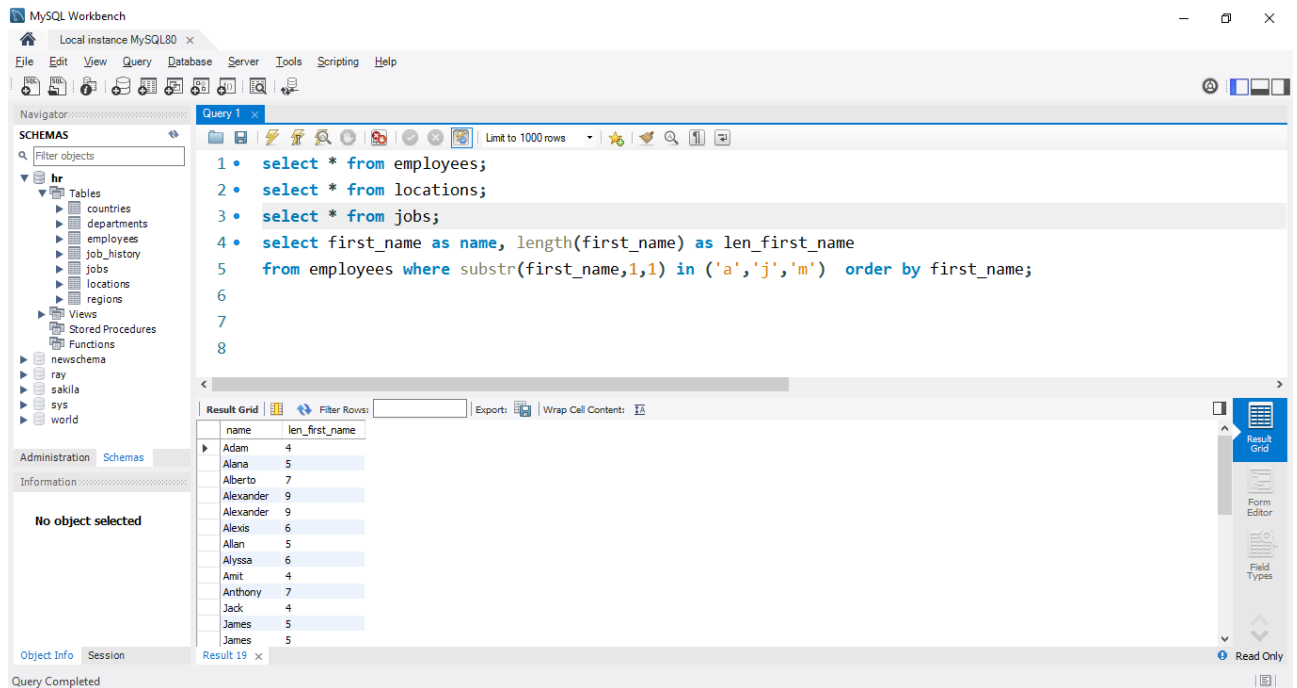 MySQL Workbench
Local instance MySQL80
File Edit View Query Database Server Tools Scripting Help
Navigator
SCHEMAS
Filter objects
hr
Tables
countries
departments
employees
job_history
jobs
locations
regions
Views
Stored Procedures
Functions
newschema
ray
sakila
sys
world
Administration Schemas
Information
No object selected
Object Info Session
Query 1
Limit to 1000 rows
1 select * from employees;
2 select * from locations;
3 select * from jobs;
4 select first_name as name, length(first_name) as len_first_name
5 from employees where substr(first_name,1,1) in ('a','j','m') order by first_name;
6
7
8
Result Grid Filter Rows: Export: Wrap Cell Content:
name len_first_name
Adam 4
Alana 5
Alberto 7
Alexander 9
Alexander 9
Alexis 6
Allan 5
Alyssa 6
Amit 4
Anthony 7
Jack 4
James 5
James 5
Result
Grid
Form
Editor
Field
Types
Result 19
Read Only
Query Completed